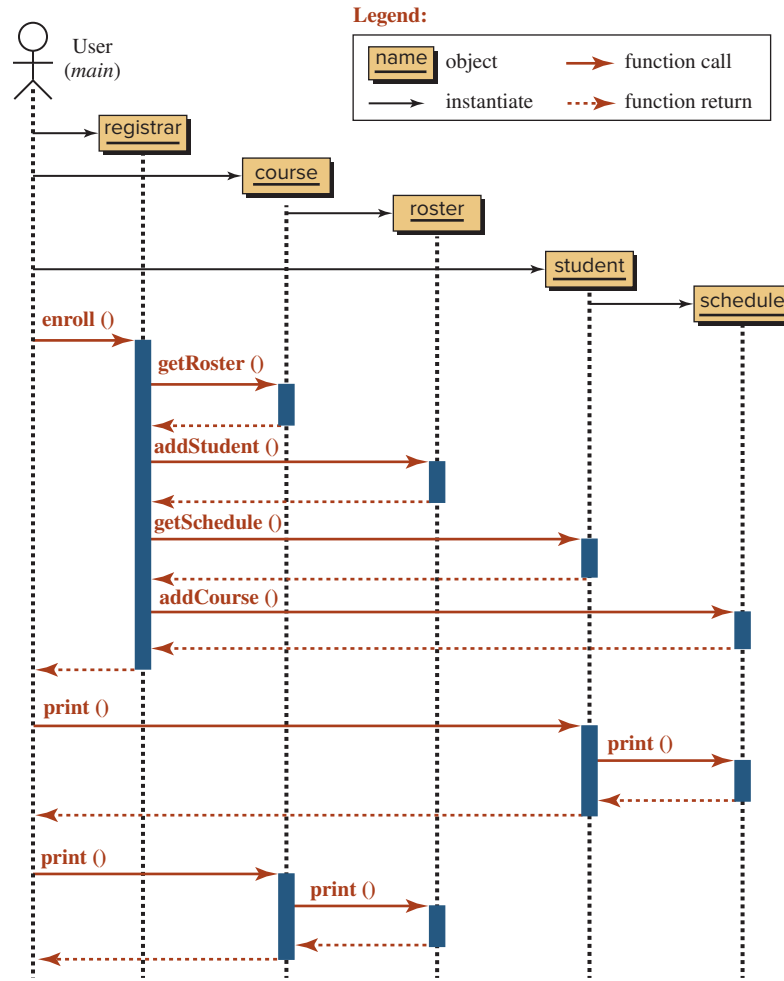 Legend:
User
(main)
name
object
function call
instantiate
function return
registrar
course
roster
student
schedule
enroll ()
getRoster ()
addStudent ()
getSchedule ()
addCourse ()
print ()
print ()
print ()
print ()